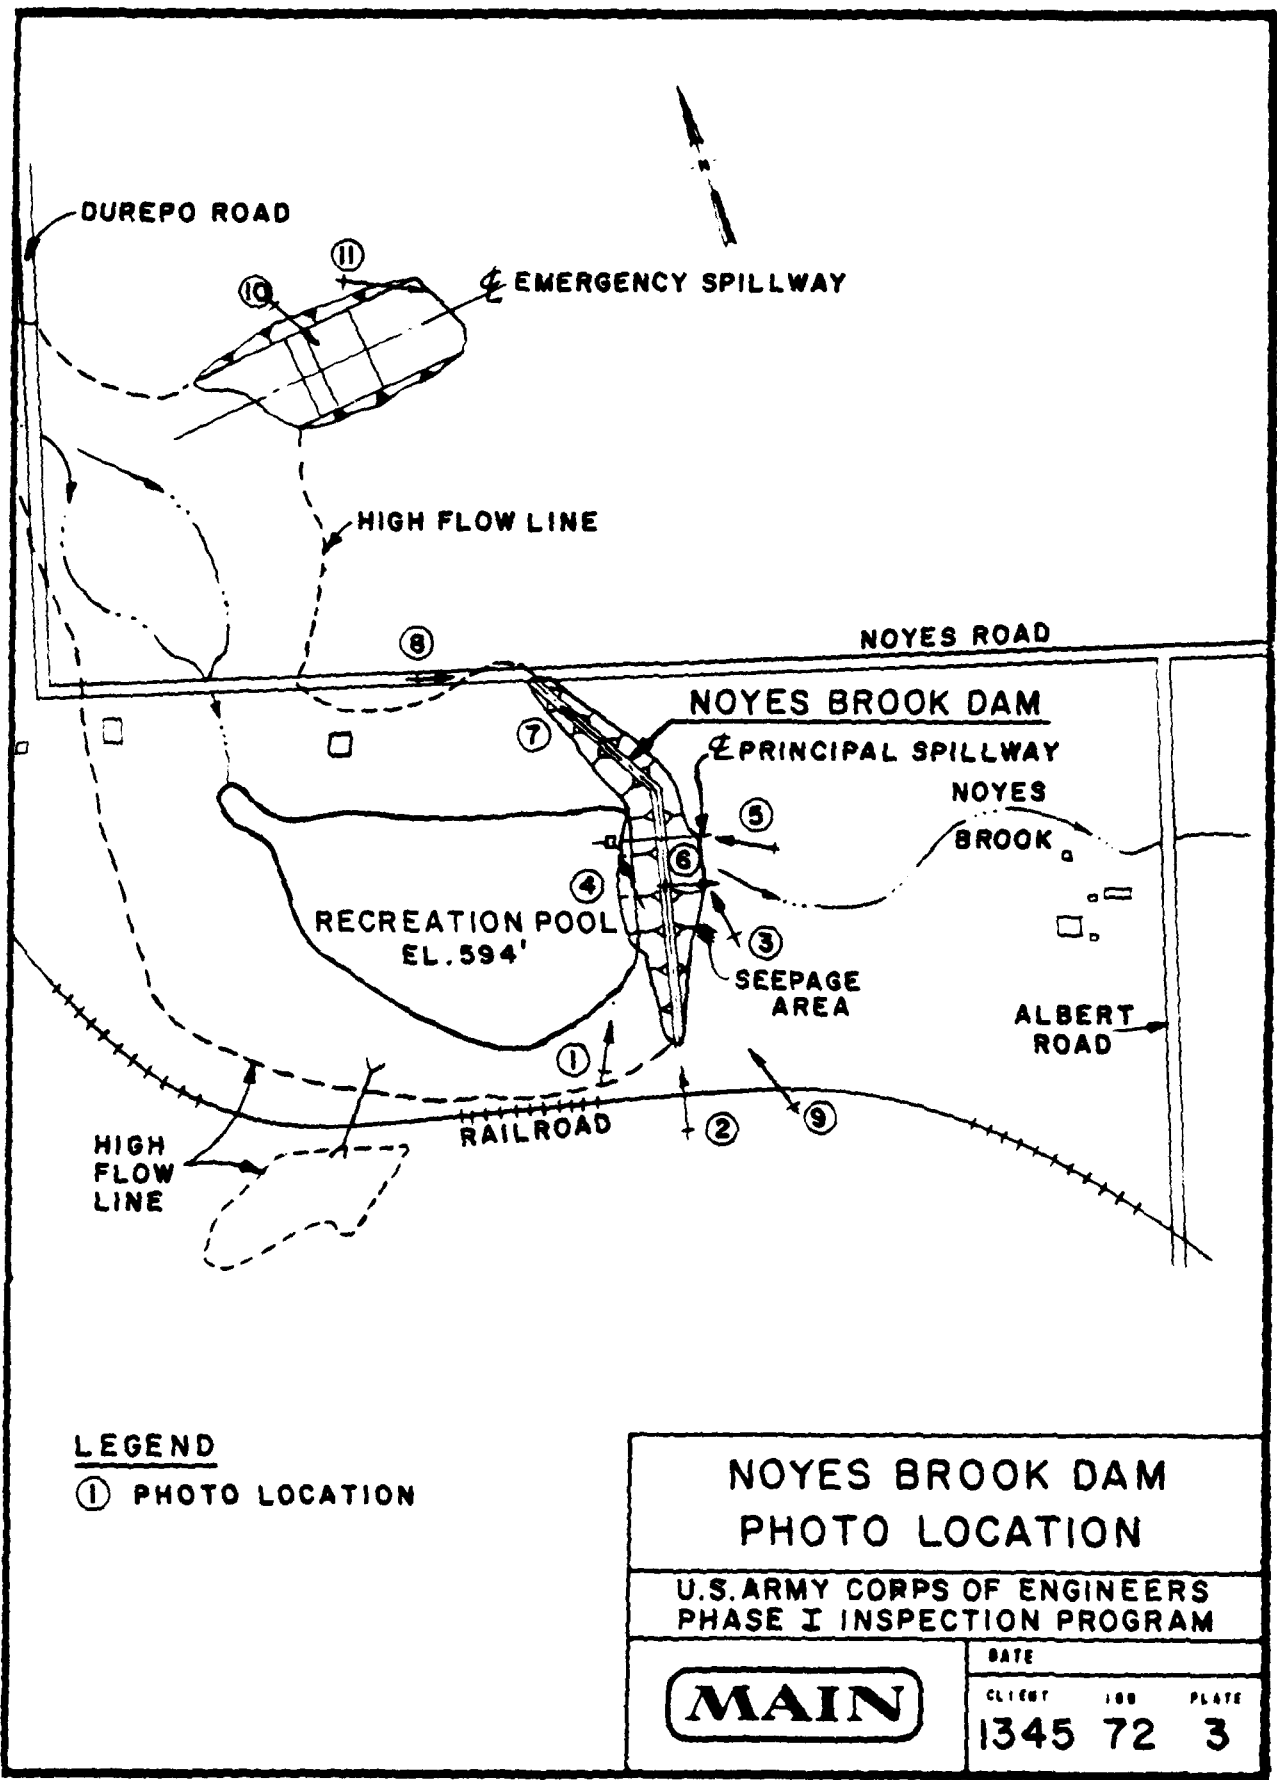 N
DUREPO ROAD
11
10
℄ EMERGENCY SPILLWAY
HIGH FLOW LINE
8
NOYES ROAD
NOYES BROOK DAM
7
℄ PRINCIPAL SPILLWAY
NOYES
BROOK
5
6
4
RECREATION POOL
EL. 594'
3
SEEPAGE
AREA
ALBERT
ROAD
1
2
9
RAILROAD
HIGH
FLOW
LINE
LEGEND
1 PHOTO LOCATION
NOYES BROOK DAM
PHOTO LOCATION
U.S. ARMY CORPS OF ENGINEERS
PHASE I INSPECTION PROGRAM
MAIN
DATE
CLIENT JOB PLATE
1345 72 3